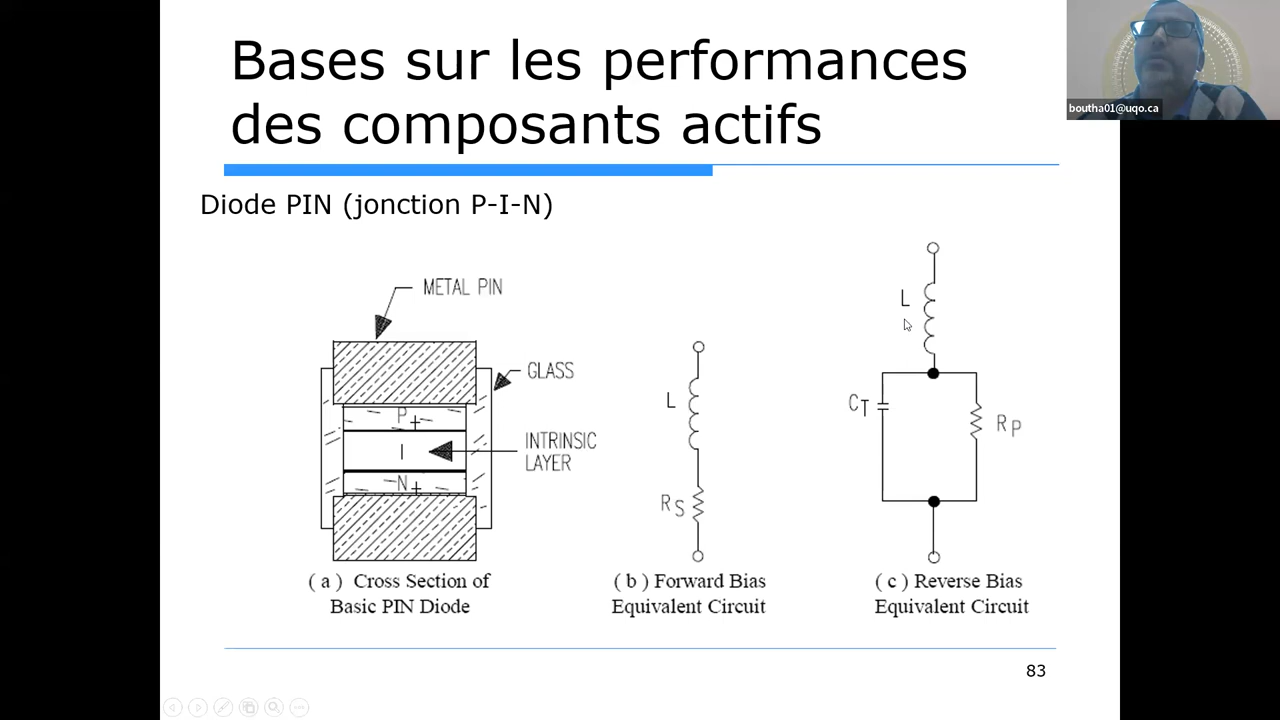 Bases sur les performances
des composants actifs
boutha01@uqo.ca
Diode PIN (jonction P-I-N)
METAL PIN
GLASS
P+
I
INTRINSIC
LAYER
N+
( a ) Cross Section of
Basic PIN Diode
L
RS
( b ) Forward Bias
Equivalent Circuit
L
CT
RP
( c ) Reverse Bias
Equivalent Circuit
83